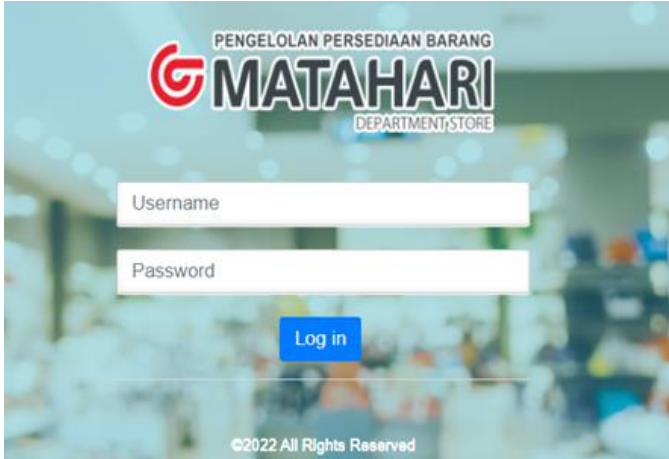 PENGELOLAN PERSEDIAAN BARANG
MATAHARI
DEPARTMENT STORE
Username
Password
Log in
©2022 All Rights Reserved